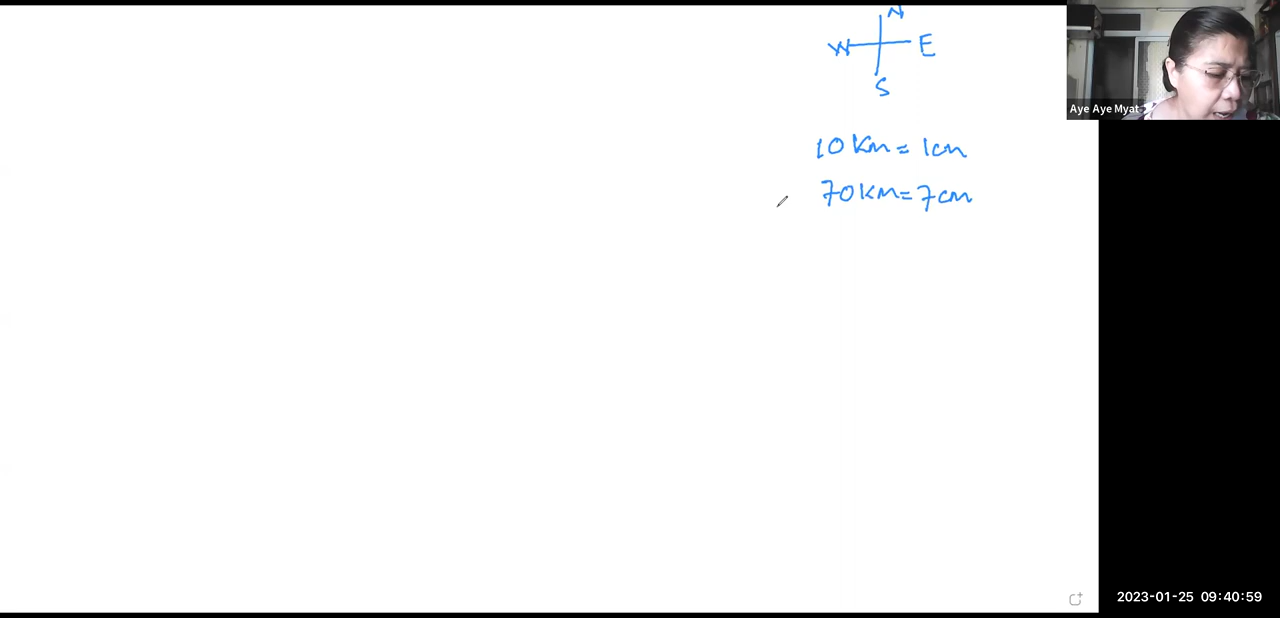 N
W E
S
Aye Aye Myat
10 km = 1cm
70 km = 7cm
2023-01-25 09:40:59